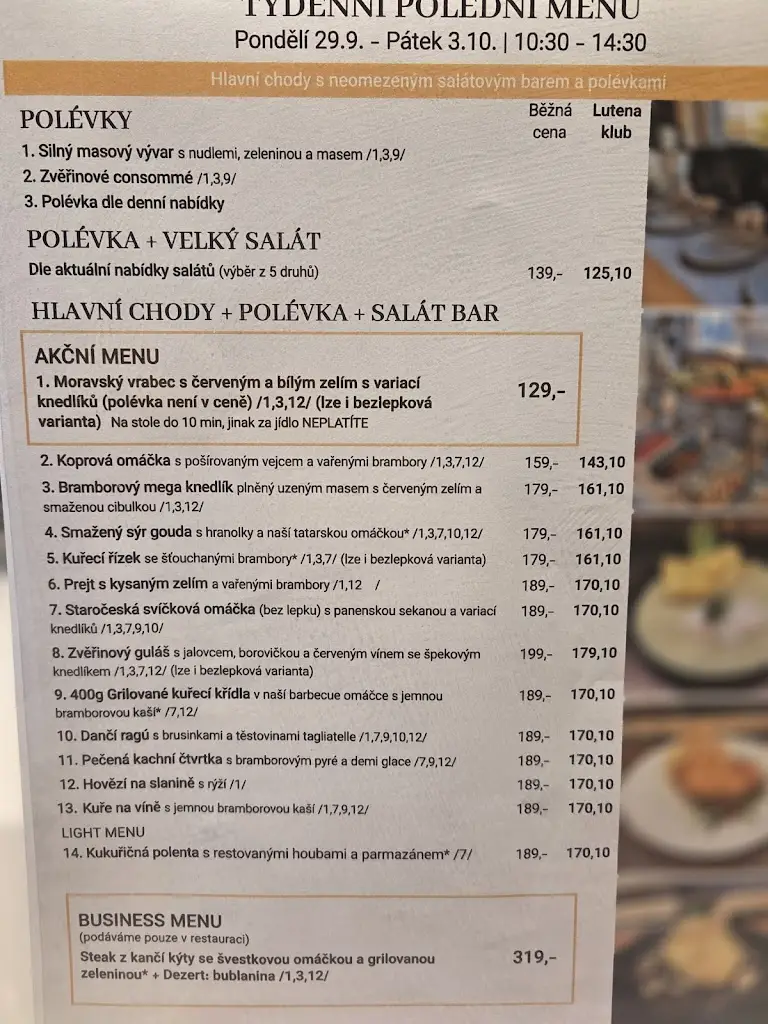 TÝDENNÍ POLEDNÍ MENU
Pondělí 29.9. - Pátek 3.10. | 10:30 - 14:30
Hlavní chody s neomezeným salátovým barem a polévkami
Běžná cena Lutena klub
POLÉVKY
1. Silný masový vývar s nudlemi, zeleninou a masem /1,3,9/
2. Zvěřinové consommé /1,3,9/
3. Polévka dle denní nabídky
POLÉVKA + VELKÝ SALÁT
Dle aktuální nabídky salátů (výběr z 5 druhů) 139,- 125,10
HLAVNÍ CHODY + POLÉVKA + SALÁT BAR
AKČNÍ MENU
1. Moravský vrabec s červeným a bílým zelím s variací
knedlíků (polévka není v ceně) /1,3,12/ (lze i bezlepková
varianta) Na stole do 10 min, jinak za jídlo NEPLATÍTE
129,-
2. Koprová omáčka s pošírovaným vejcem a vařenými brambory /1,3,7,12/ 159,- 143,10
3. Bramborový mega knedlík plněný uzeným masem s červeným zelím a 179,- 161,10
smaženou cibulkou /1,3,12/
4. Smažený sýr gouda s hranolky a naší tatarskou omáčkou* /1,3,7,10,12/ 179,- 161,10
5. Kuřecí řízek se šťouchanými brambory* /1,3,7/ (lze i bezlepková varianta) 179,- 161,10
6. Prejt s kysaným zelím a vařenými brambory /1,12 / 189,- 170,10
7. Staročeská svíčková omáčka (bez lepku) s panenskou sekanou a variací 189,- 170,10
knedlíků /1,3,7,9,10/
8. Zvěřinový guláš s jalovcem, borovičkou a červeným vínem se špekovým 199,- 179,10
knedlíkem /1,3,7,12/ (lze i bezlepková varianta)
9. 400g Grilované kuřecí křídla v naší barbecue omáčce s jemnou 189,- 170,10
bramborovou kaší* /7,12/
10. Dančí ragú s brusinkami a těstovinami tagliatelle /1,7,9,10,12/ 189,- 170,10
11. Pečená kachní čtvrtka s bramborovým pyré a demi glace /7,9,12/ 189,- 170,10
12. Hovězí na slanině s rýží /1/ 189,- 170,10
13. Kuře na víně s jemnou bramborovou kaší /1,7,9,12/ 189,- 170,10
LIGHT MENU
14. Kukuřičná polenta s restovanými houbami a parmazánem* /7/ 189,- 170,10
BUSINESS MENU
(podáváme pouze v restauraci)
Steak z kančí kýty se švestkovou omáčkou a grilovanou
zeleninou* + Dezert: bublanina /1,3,12/
319,-